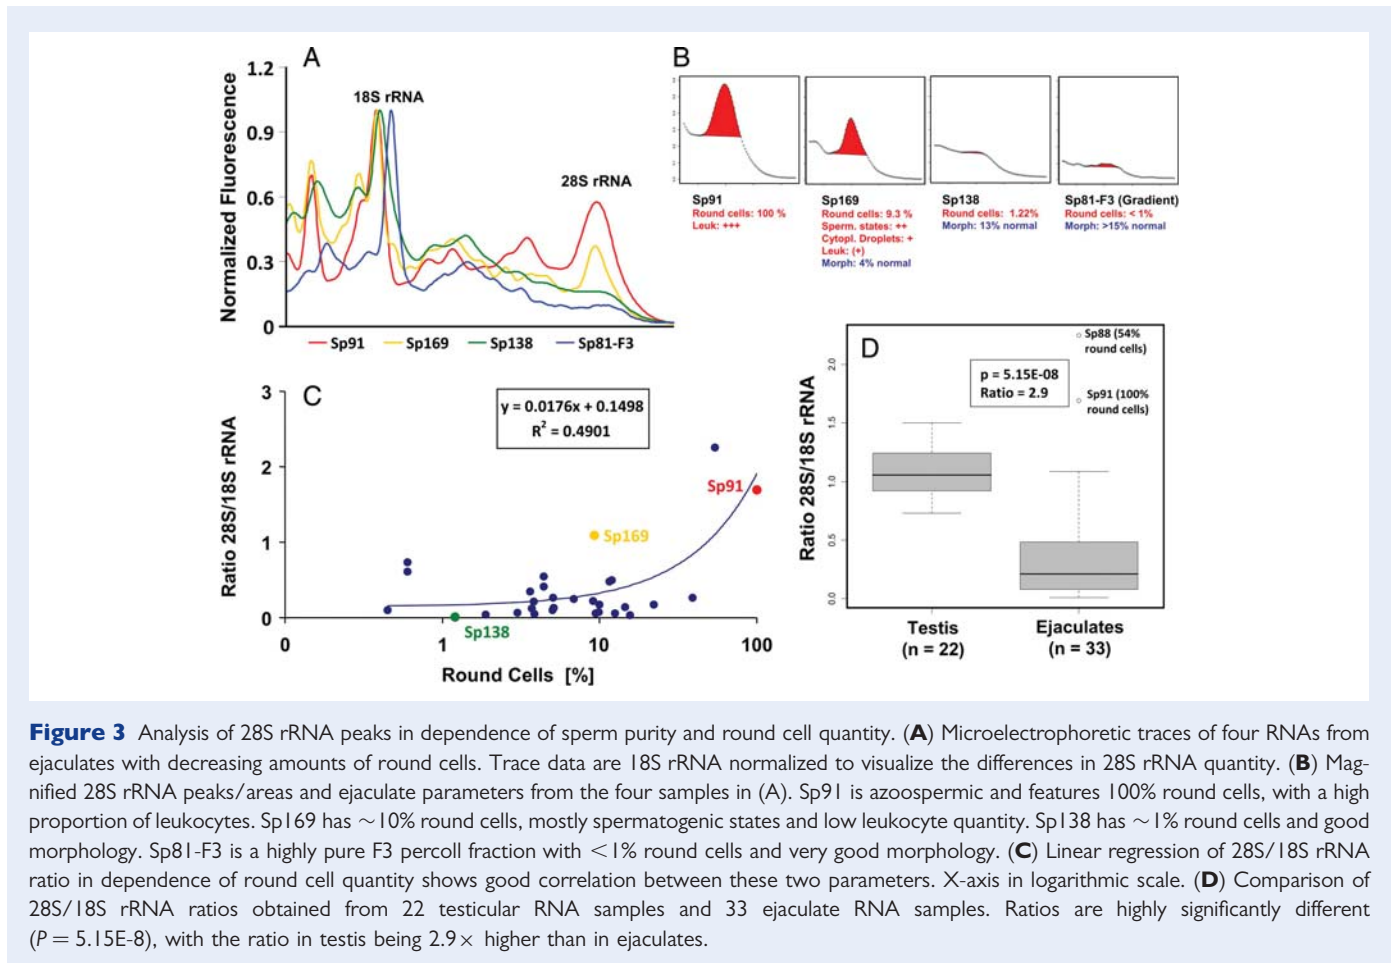 A
1.2
0.9
0.6
0.3
0
Normalized Fluorescence
18S rRNA
28S rRNA
Sp91 Sp169 Sp138 Sp81-F3
B
Sp91
Round cells: 100 %
Leuk: +++
Sp169
Round cells: 9.3 %
Sperm. states: ++
Cytopl. Droplets: +
Leuk: (+)
Morph: 4% normal
Sp138
Round cells: 1.22%
Morph: 13% normal
Sp81-F3 (Gradient)
Round cells: < 1%
Morph: >15% normal
C
3
2
1
0
Ratio 28S/18S rRNA
y = 0.0176x + 0.1498
R² = 0.4901
Sp91
Sp169
Sp138
0 1 10 100
Round Cells [%]
D
2.0
1.5
1.0
0.5
0.0
Ratio 28S/18S rRNA
p = 5.15E-08
Ratio = 2.9
Sp88 (54%
round cells)
Sp91 (100%
round cells)
Testis
(n = 22)
Ejaculates
(n = 33)
Figure 3 Analysis of 28S rRNA peaks in dependence of sperm purity and round cell quantity. (A) Microelectrophoretic traces of four RNAs from
ejaculates with decreasing amounts of round cells. Trace data are 18S rRNA normalized to visualize the differences in 28S rRNA quantity. (B) Mag-
nified 28S rRNA peaks/areas and ejaculate parameters from the four samples in (A). Sp91 is azoospermic and features 100% round cells, with a high
proportion of leukocytes. Sp169 has ∼10% round cells, mostly spermatogenic states and low leukocyte quantity. Sp138 has ∼1% round cells and good
morphology. Sp81-F3 is a highly pure F3 percoll fraction with <1% round cells and very good morphology. (C) Linear regression of 28S/18S rRNA
ratio in dependence of round cell quantity shows good correlation between these two parameters. X-axis in logarithmic scale. (D) Comparison of
28S/18S rRNA ratios obtained from 22 testicular RNA samples and 33 ejaculate RNA samples. Ratios are highly significantly different
(P = 5.15E-8), with the ratio in testis being 2.9× higher than in ejaculates.